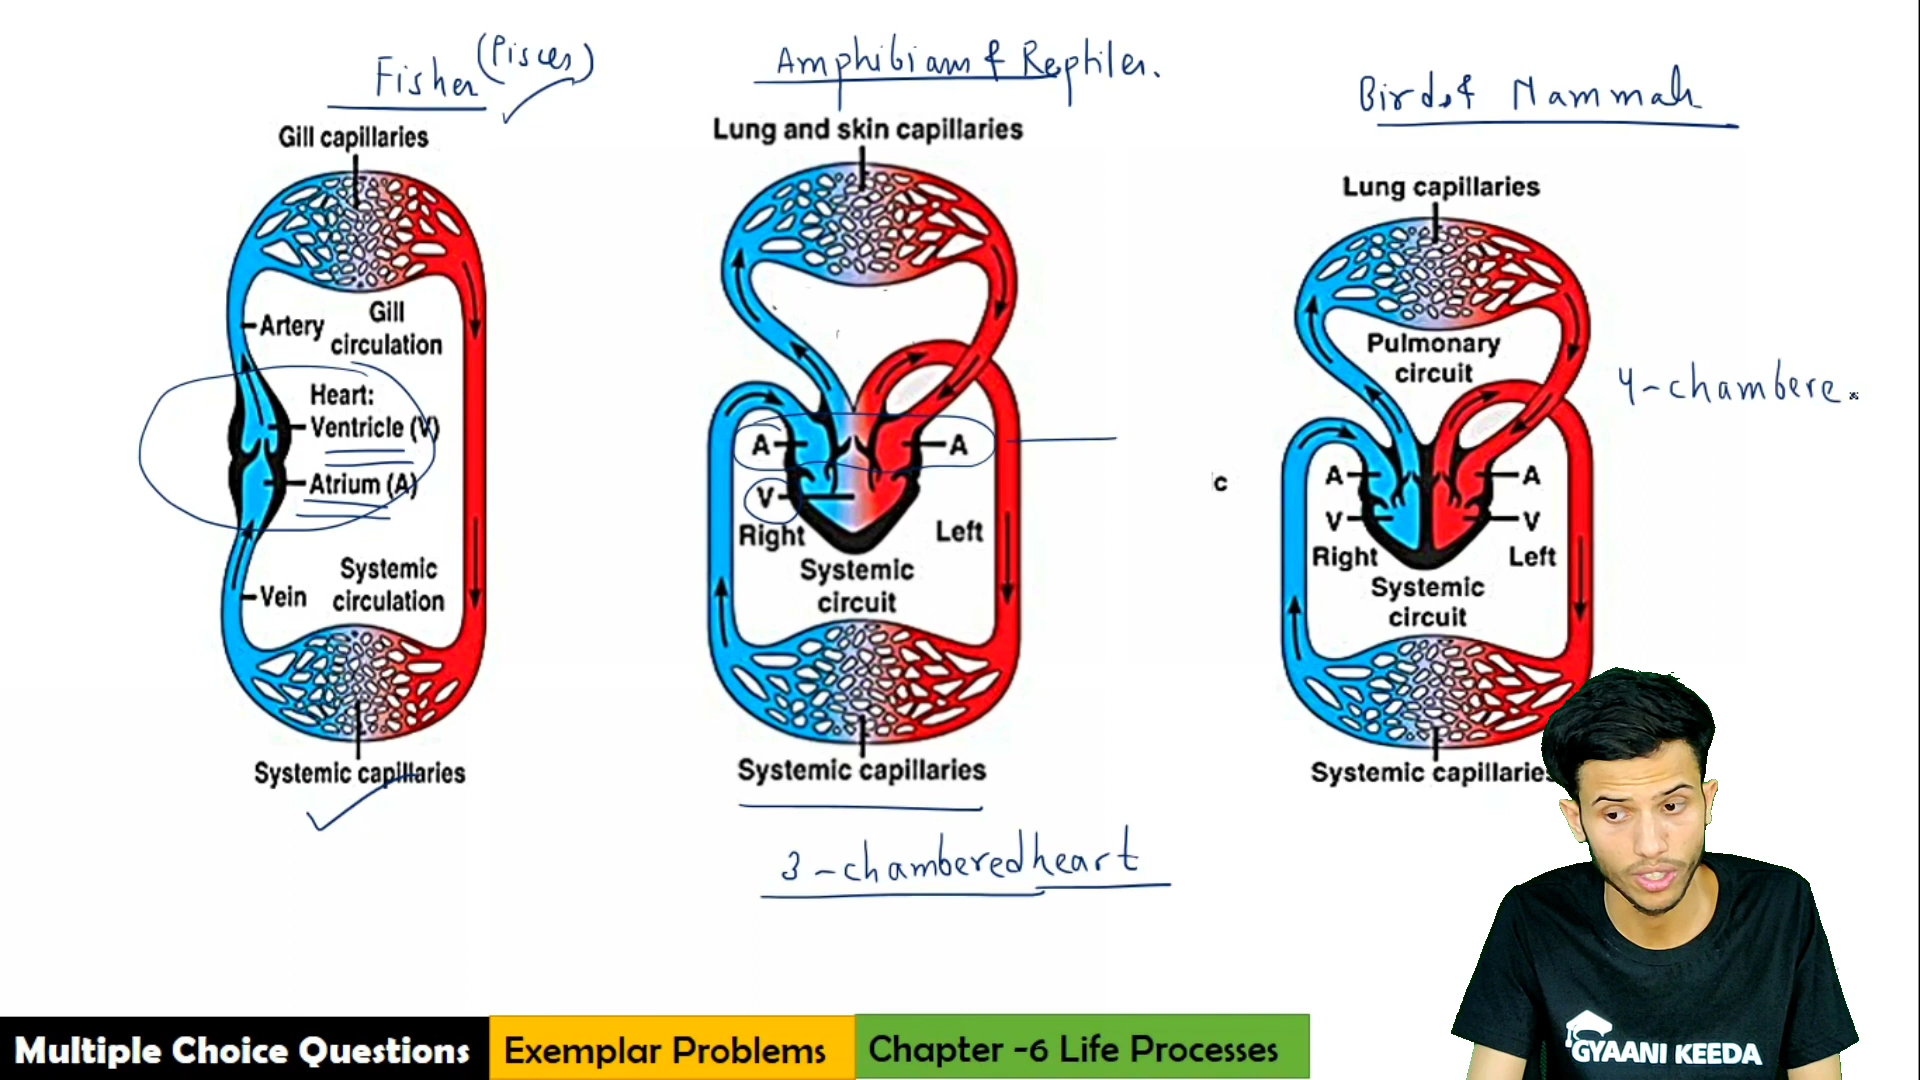 Fisher (Pisces)
Gill capillaries
Artery
Gill
circulation
Heart:
Ventricle (V)
Atrium (A)
Systemic
circulation
Vein
Systemic capillaries
Amphibians & Reptiles.
Lung and skin capillaries
A
A
V
Right
Left
Systemic
circuit
Systemic capillaries
3-chambered heart
Birds & Mammals
Lung capillaries
Pulmonary
circuit
4-chambere
c
A
A
V
V
Right
Left
Systemic
circuit
Systemic capillaries
GYAANI KEEDA
Multiple Choice Questions
Exemplar Problems
Chapter -6 Life Processes